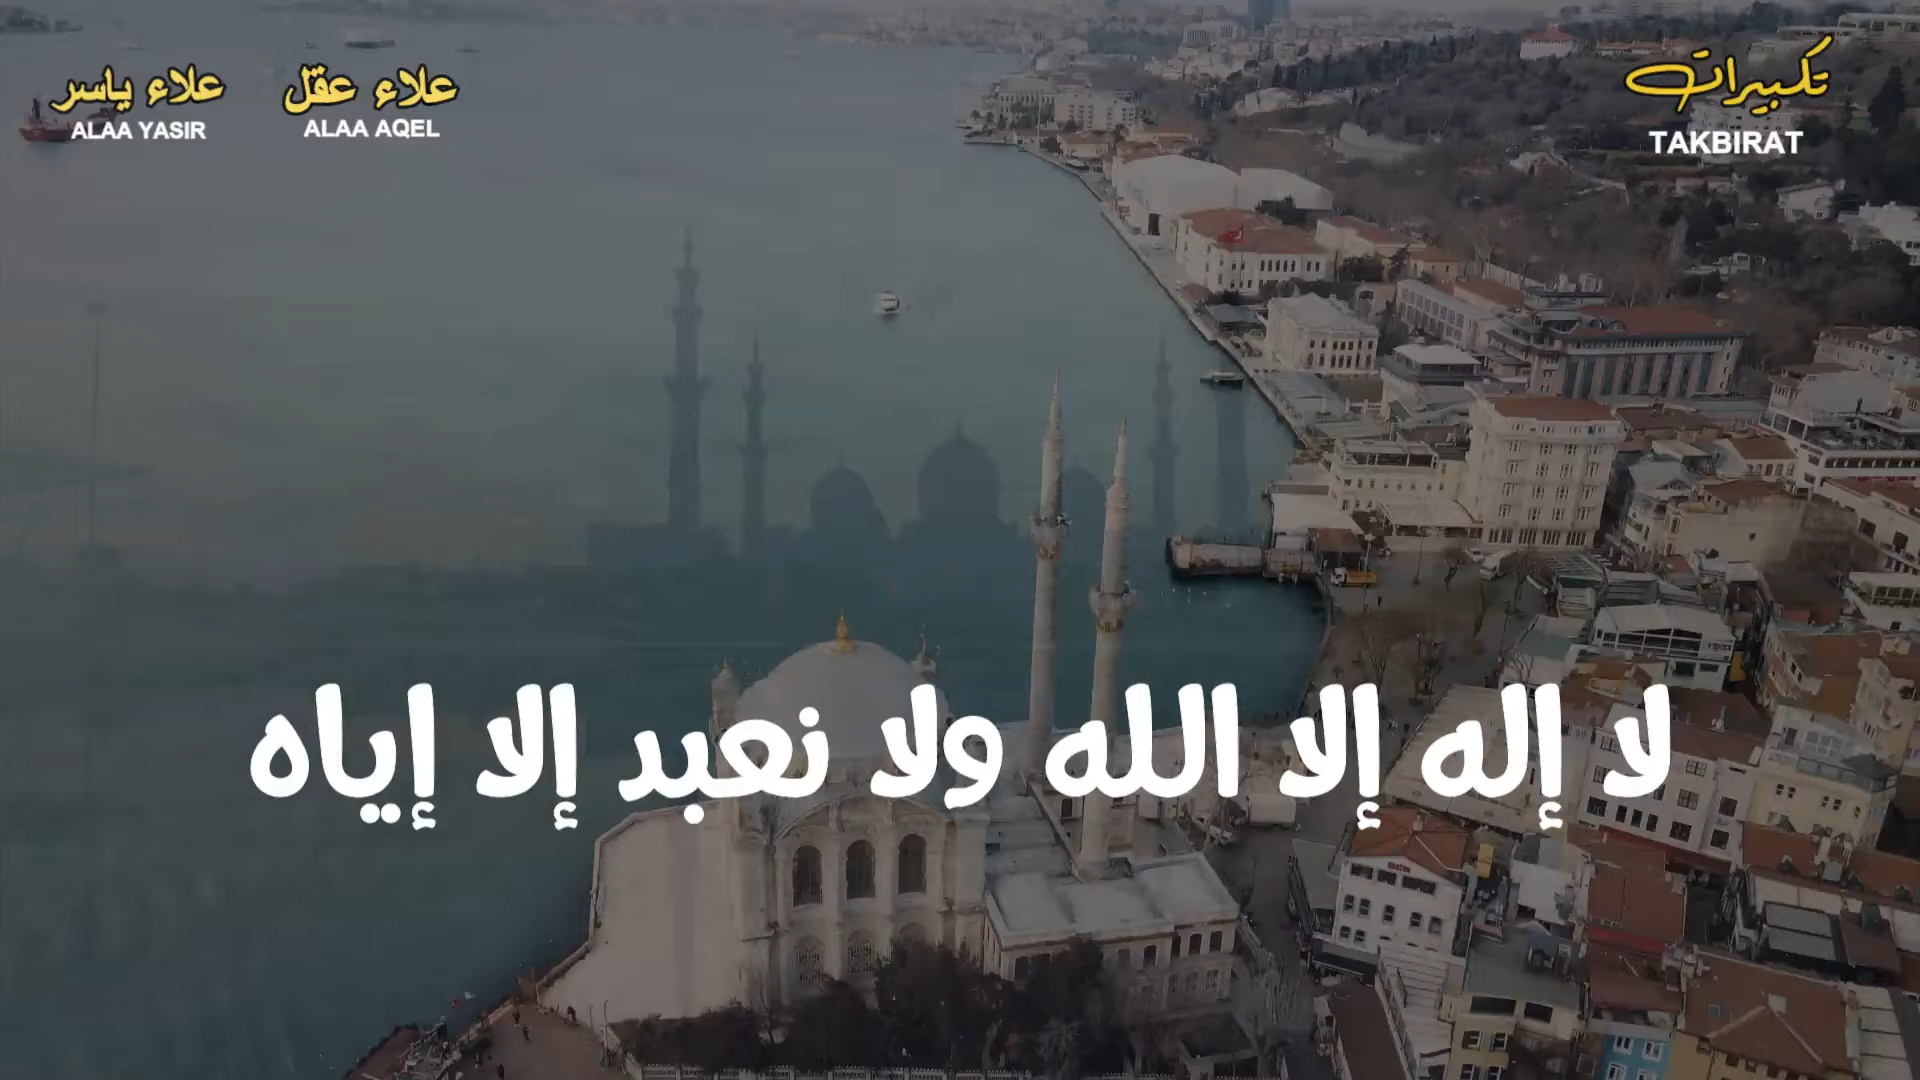 علاء ياسر
ALAA YASIR
علاء عقل
ALAA AQEL
تكبيرات
TAKBIRAT
لا إله إلا الله ولا نعبد إلا إياه